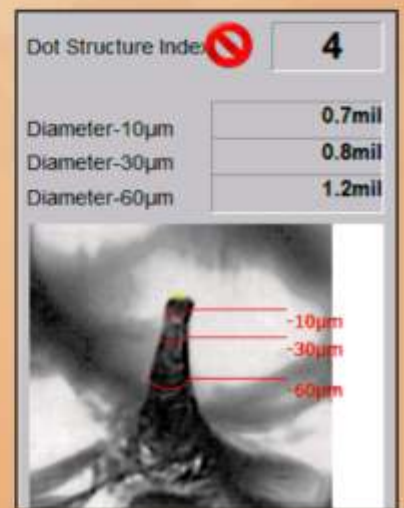 Dot Structure Index 4
Diameter-10µm 0.7mil
Diameter-30µm 0.8mil
Diameter-60µm 1.2mil
-10µm
-30µm
-60µm